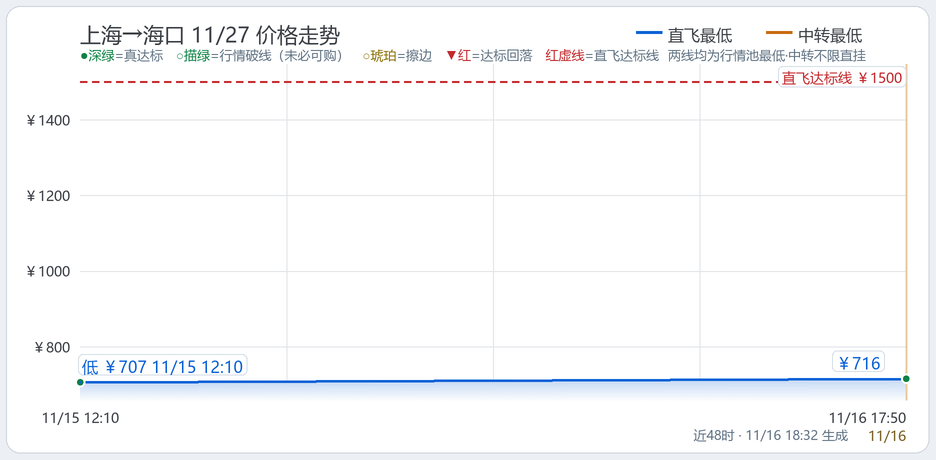 上海→海口 11/27 价格走势
直飞最低 中转最低
●深绿=真达标 ○描绿=行情破线（未必可购） ○琥珀=擦边 ▼红=达标回落 红虚线=直飞达标线 两线均为行情池最低·中转不限直挂
直飞达标线 ¥1500
¥1400
¥1200
¥1000
¥800
低 ¥707 11/15 12:10
¥716
11/15 12:10
11/16 17:50
近48时 · 11/16 18:32 生成
11/16